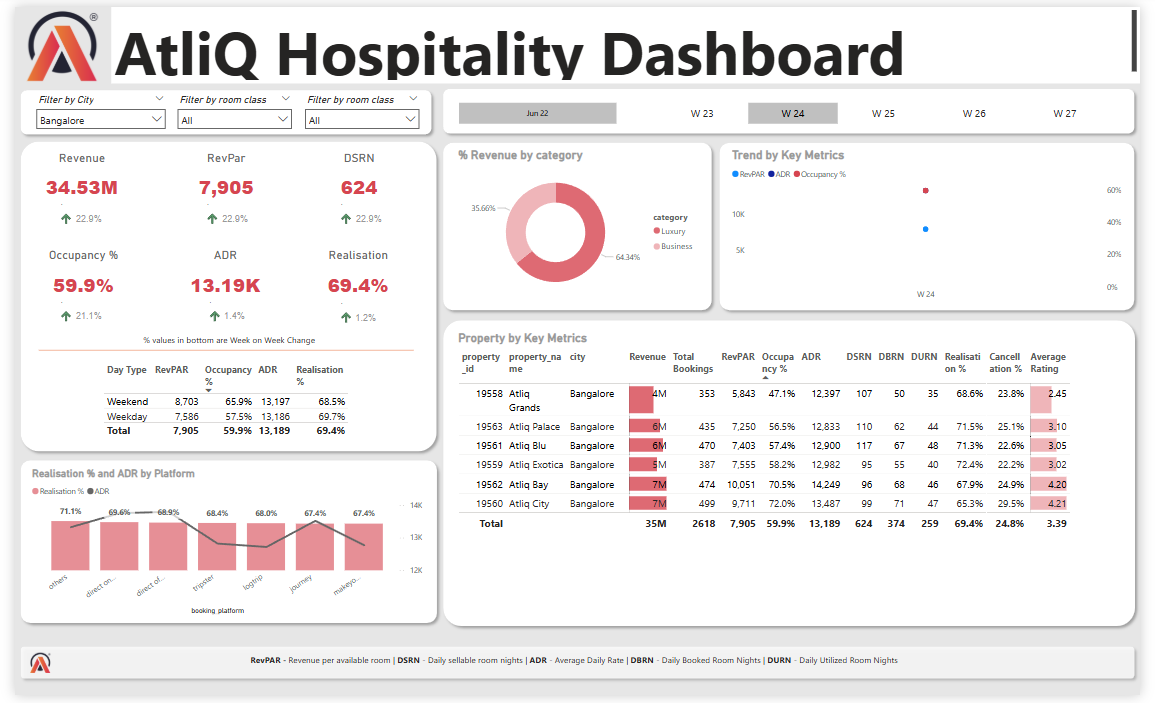 AtliQ Hospitality Dashboard
®
Filter by City
Filter by room class
Filter by room class
Bangalore
All
All
Jun 22
W 23
W 24
W 25
W 26
W 27
Revenue
RevPar
DSRN
34.53M
7,905
624
22.9%
22.9%
22.9%
Occupancy %
ADR
Realisation
59.9%
13.19K
69.4%
21.1%
1.4%
1.2%
% values in bottom are Week on Week Change
Day Type RevPAR Occupancy % ADR Realisation %
Weekend 8,703 65.9% 13,197 68.5%
Weekday 7,586 57.5% 13,186 69.7%
Total 7,905 59.9% 13,189 69.4%
% Revenue by category
35.66%
64.34%
category
Luxury
Business
Trend by Key Metrics
RevPAR ADR Occupancy %
10K
5K
60%
40%
20%
0%
W 24
Realisation % and ADR by Platform
Realisation % ADR
71.1% 69.6% 68.9% 68.4% 68.0% 67.4% 67.4%
14K
13K
12K
others
direct on...
direct of...
tripster
logtrip
journey
makeyo...
booking platform
Property by Key Metrics
property_id property_name city Revenue Total Bookings RevPAR Occupancy % ADR DSRN DBRN DURN Realisation % Cancellation % Average Rating
19558 Atliq Grands Bangalore 4M 353 5,843 47.1% 12,397 107 50 35 68.6% 23.8% 2.45
19563 Atliq Palace Bangalore 6M 435 7,250 56.5% 12,833 110 62 44 71.5% 25.1% 3.10
19561 Atliq Blu Bangalore 6M 470 7,403 57.4% 12,900 117 67 48 71.3% 22.6% 3.05
19559 Atliq Exotica Bangalore 5M 387 7,555 58.2% 12,982 95 55 40 72.4% 22.2% 3.02
19562 Atliq Bay Bangalore 7M 474 10,051 70.5% 14,249 96 68 46 67.9% 24.9% 4.20
19560 Atliq City Bangalore 7M 499 9,711 72.0% 13,487 99 71 47 65.3% 29.5% 4.21
Total 35M 2618 7,905 59.9% 13,189 624 374 259 69.4% 24.8% 3.39
RevPAR - Revenue per available room | DSRN - Daily sellable room nights | ADR - Average Daily Rate | DBRN - Daily Booked Room Nights | DURN - Daily Utilized Room Nights